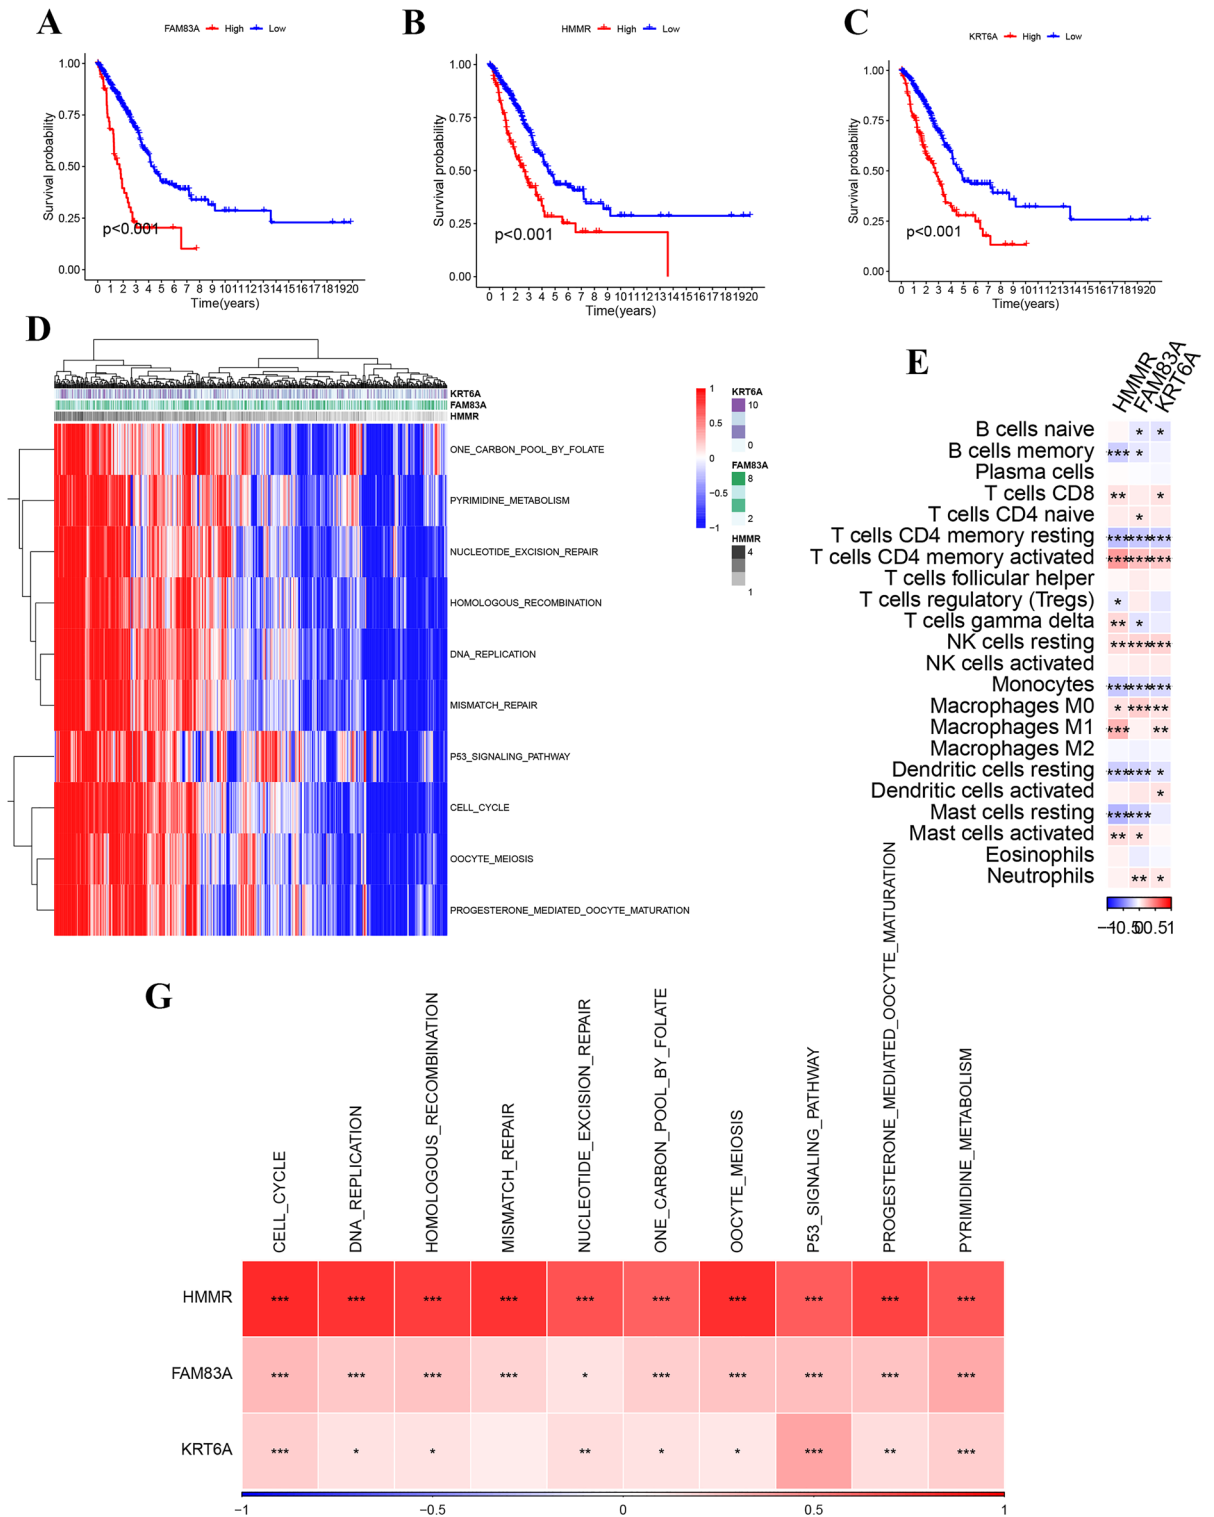 A
FAM83A High Low
Survival probability
1.00
0.75
0.50
0.25
0.00
p<0.001
0 1 2 3 4 5 6 7 8 9 1011121314151617181920
Time(years)
B
HMMR High Low
Survival probability
1.00
0.75
0.50
0.25
0.00
p<0.001
0 1 2 3 4 5 6 7 8 9 1011121314151617181920
Time(years)
C
KRT6A High Low
Survival probability
1.00
0.75
0.50
0.25
0.00
p<0.001
0 1 2 3 4 5 6 7 8 9 1011121314151617181920
Time(years)
D
KRT6A
FAM83A
HMMR
ONE_CARBON_POOL_BY_FOLATE
PYRIMIDINE_METABOLISM
NUCLEOTIDE_EXCISION_REPAIR
HOMOLOGOUS_RECOMBINATION
DNA_REPLICATION
MISMATCH_REPAIR
P53_SIGNALING_PATHWAY
CELL_CYCLE
OOCYTE_MEIOSIS
PROGESTERONE_MEDIATED_OOCYTE_MATURATION
1
0.5
0
−0.5
−1
KRT6A
10
0
FAM83A
8
2
HMMR
4
1
E
HMMR FAM83A KRT6A
B cells naive * *
B cells memory *** *
Plasma cells
T cells CD8 ** *
T cells CD4 naive *
T cells CD4 memory resting *** *** ***
T cells CD4 memory activated *** *** ***
T cells follicular helper
T cells regulatory (Tregs) *
T cells gamma delta ** *
NK cells resting *** *** ***
NK cells activated
Monocytes *** *** ***
Macrophages M0 * *** ***
Macrophages M1 *** **
Macrophages M2
Dendritic cells resting *** *** *
Dendritic cells activated *
Mast cells resting *** ***
Mast cells activated ** *
Eosinophils
Neutrophils ** *
−1−0.500.51
G
CELL_CYCLE
DNA_REPLICATION
HOMOLOGOUS_RECOMBINATION
MISMATCH_REPAIR
NUCLEOTIDE_EXCISION_REPAIR
ONE_CARBON_POOL_BY_FOLATE
OOCYTE_MEIOSIS
P53_SIGNALING_PATHWAY
PROGESTERONE_MEDIATED_OOCYTE_MATURATION
PYRIMIDINE_METABOLISM
HMMR *** *** *** *** *** *** *** *** *** ***
FAM83A *** *** *** *** * *** *** *** *** ***
KRT6A *** * * ** * * *** ** ***
−1 −0.5 0 0.5 1